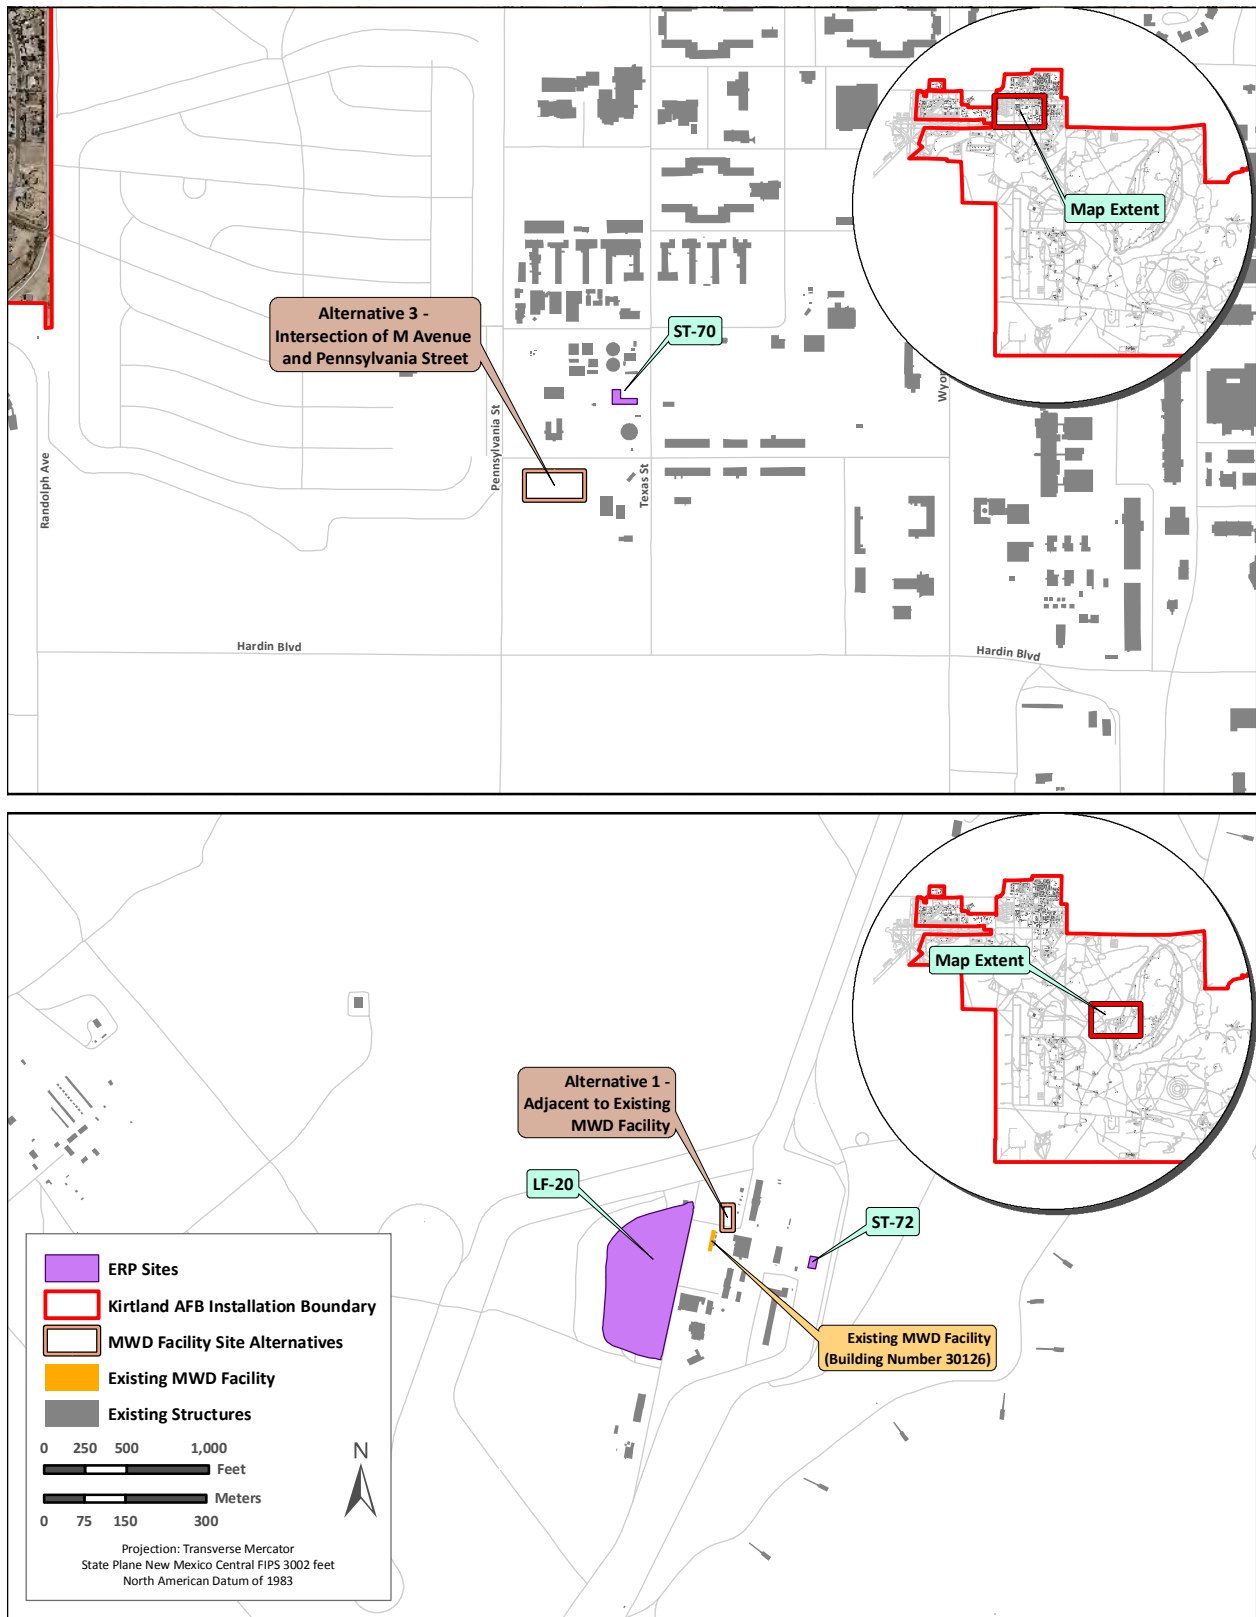 Map Extent
Alternative 3 -
Intersection of M Avenue
and Pennsylvania Street
ST-70
Randolph Ave
Pennsylvania St
Texas St
Wyom
Hardin Blvd
Hardin Blvd
Map Extent
Alternative 1 -
Adjacent to Existing
MWD Facility
LF-20
ST-72
Existing MWD Facility
(Building Number 30126)
ERP Sites
Kirtland AFB Installation Boundary
MWD Facility Site Alternatives
Existing MWD Facility
Existing Structures
0 250 500 1,000
Feet
Meters
0 75 150 300
N
Projection: Transverse Mercator
State Plane New Mexico Central FIPS 3002 feet
North American Datum of 1983